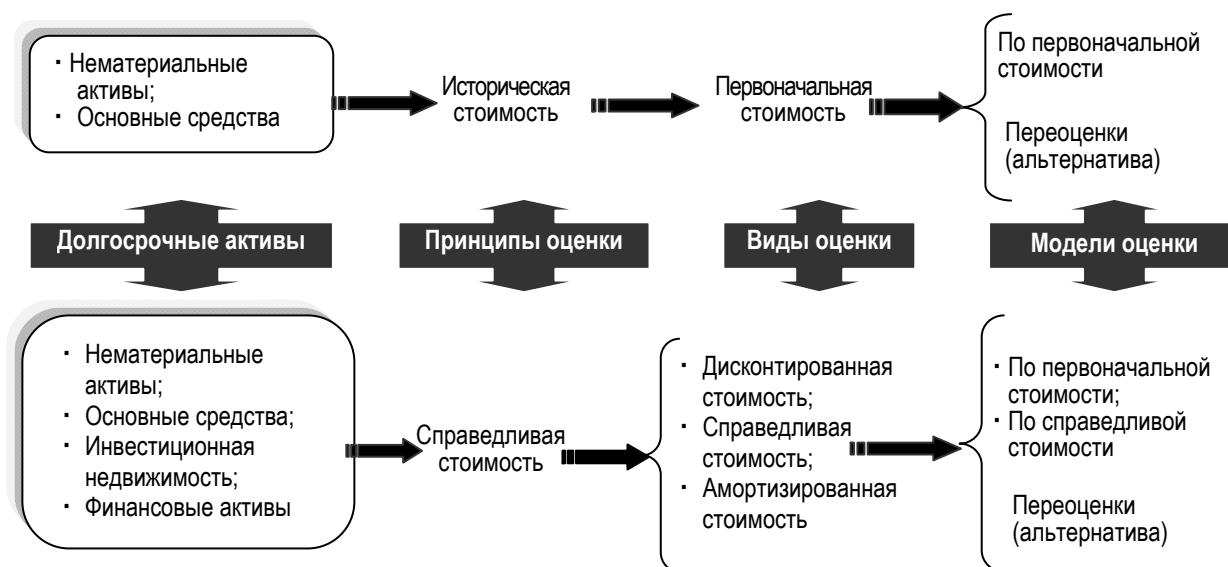 · Нематериальные
активы;
· Основные средства
Историческая
стоимость
Первоначальная
стоимость
По первоначальной
стоимости
Переоценки
(альтернатива)
Долгосрочные активы
Принципы оценки
Виды оценки
Модели оценки
· Нематериальные
активы;
· Основные средства;
· Инвестиционная
недвижимость;
· Финансовые активы
Справедливая
стоимость
· Дисконтированная
стоимость;
· Справедливая
стоимость;
· Амортизированная
стоимость
· По первоначальной
стоимости;
· По справедливой
стоимости
Переоценки
(альтернатива)